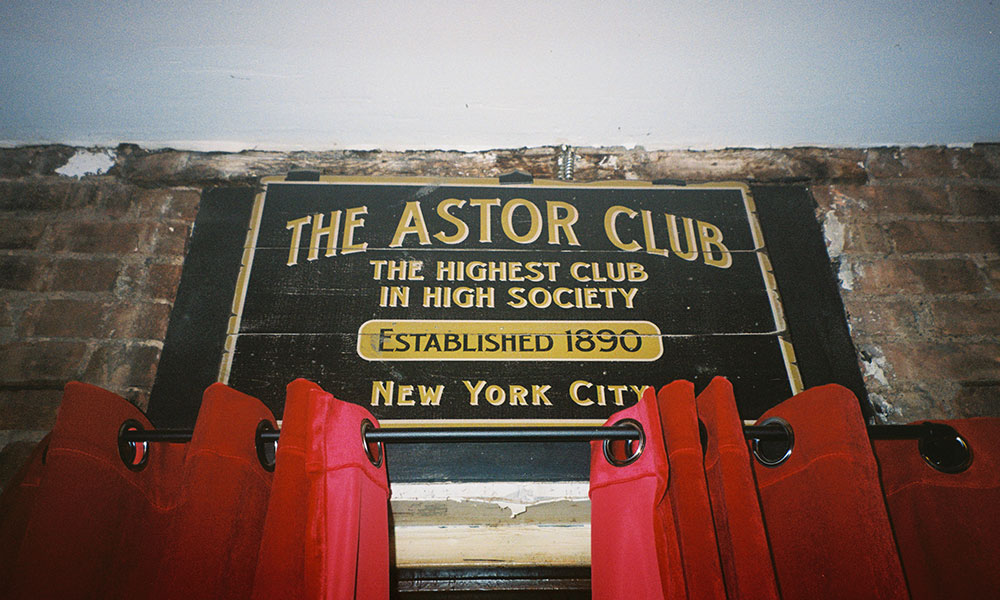 THE ASTOR CLUB
THE HIGHEST CLUB
IN HIGH SOCIETY
ESTABLISHED 1890
NEW YORK CITY